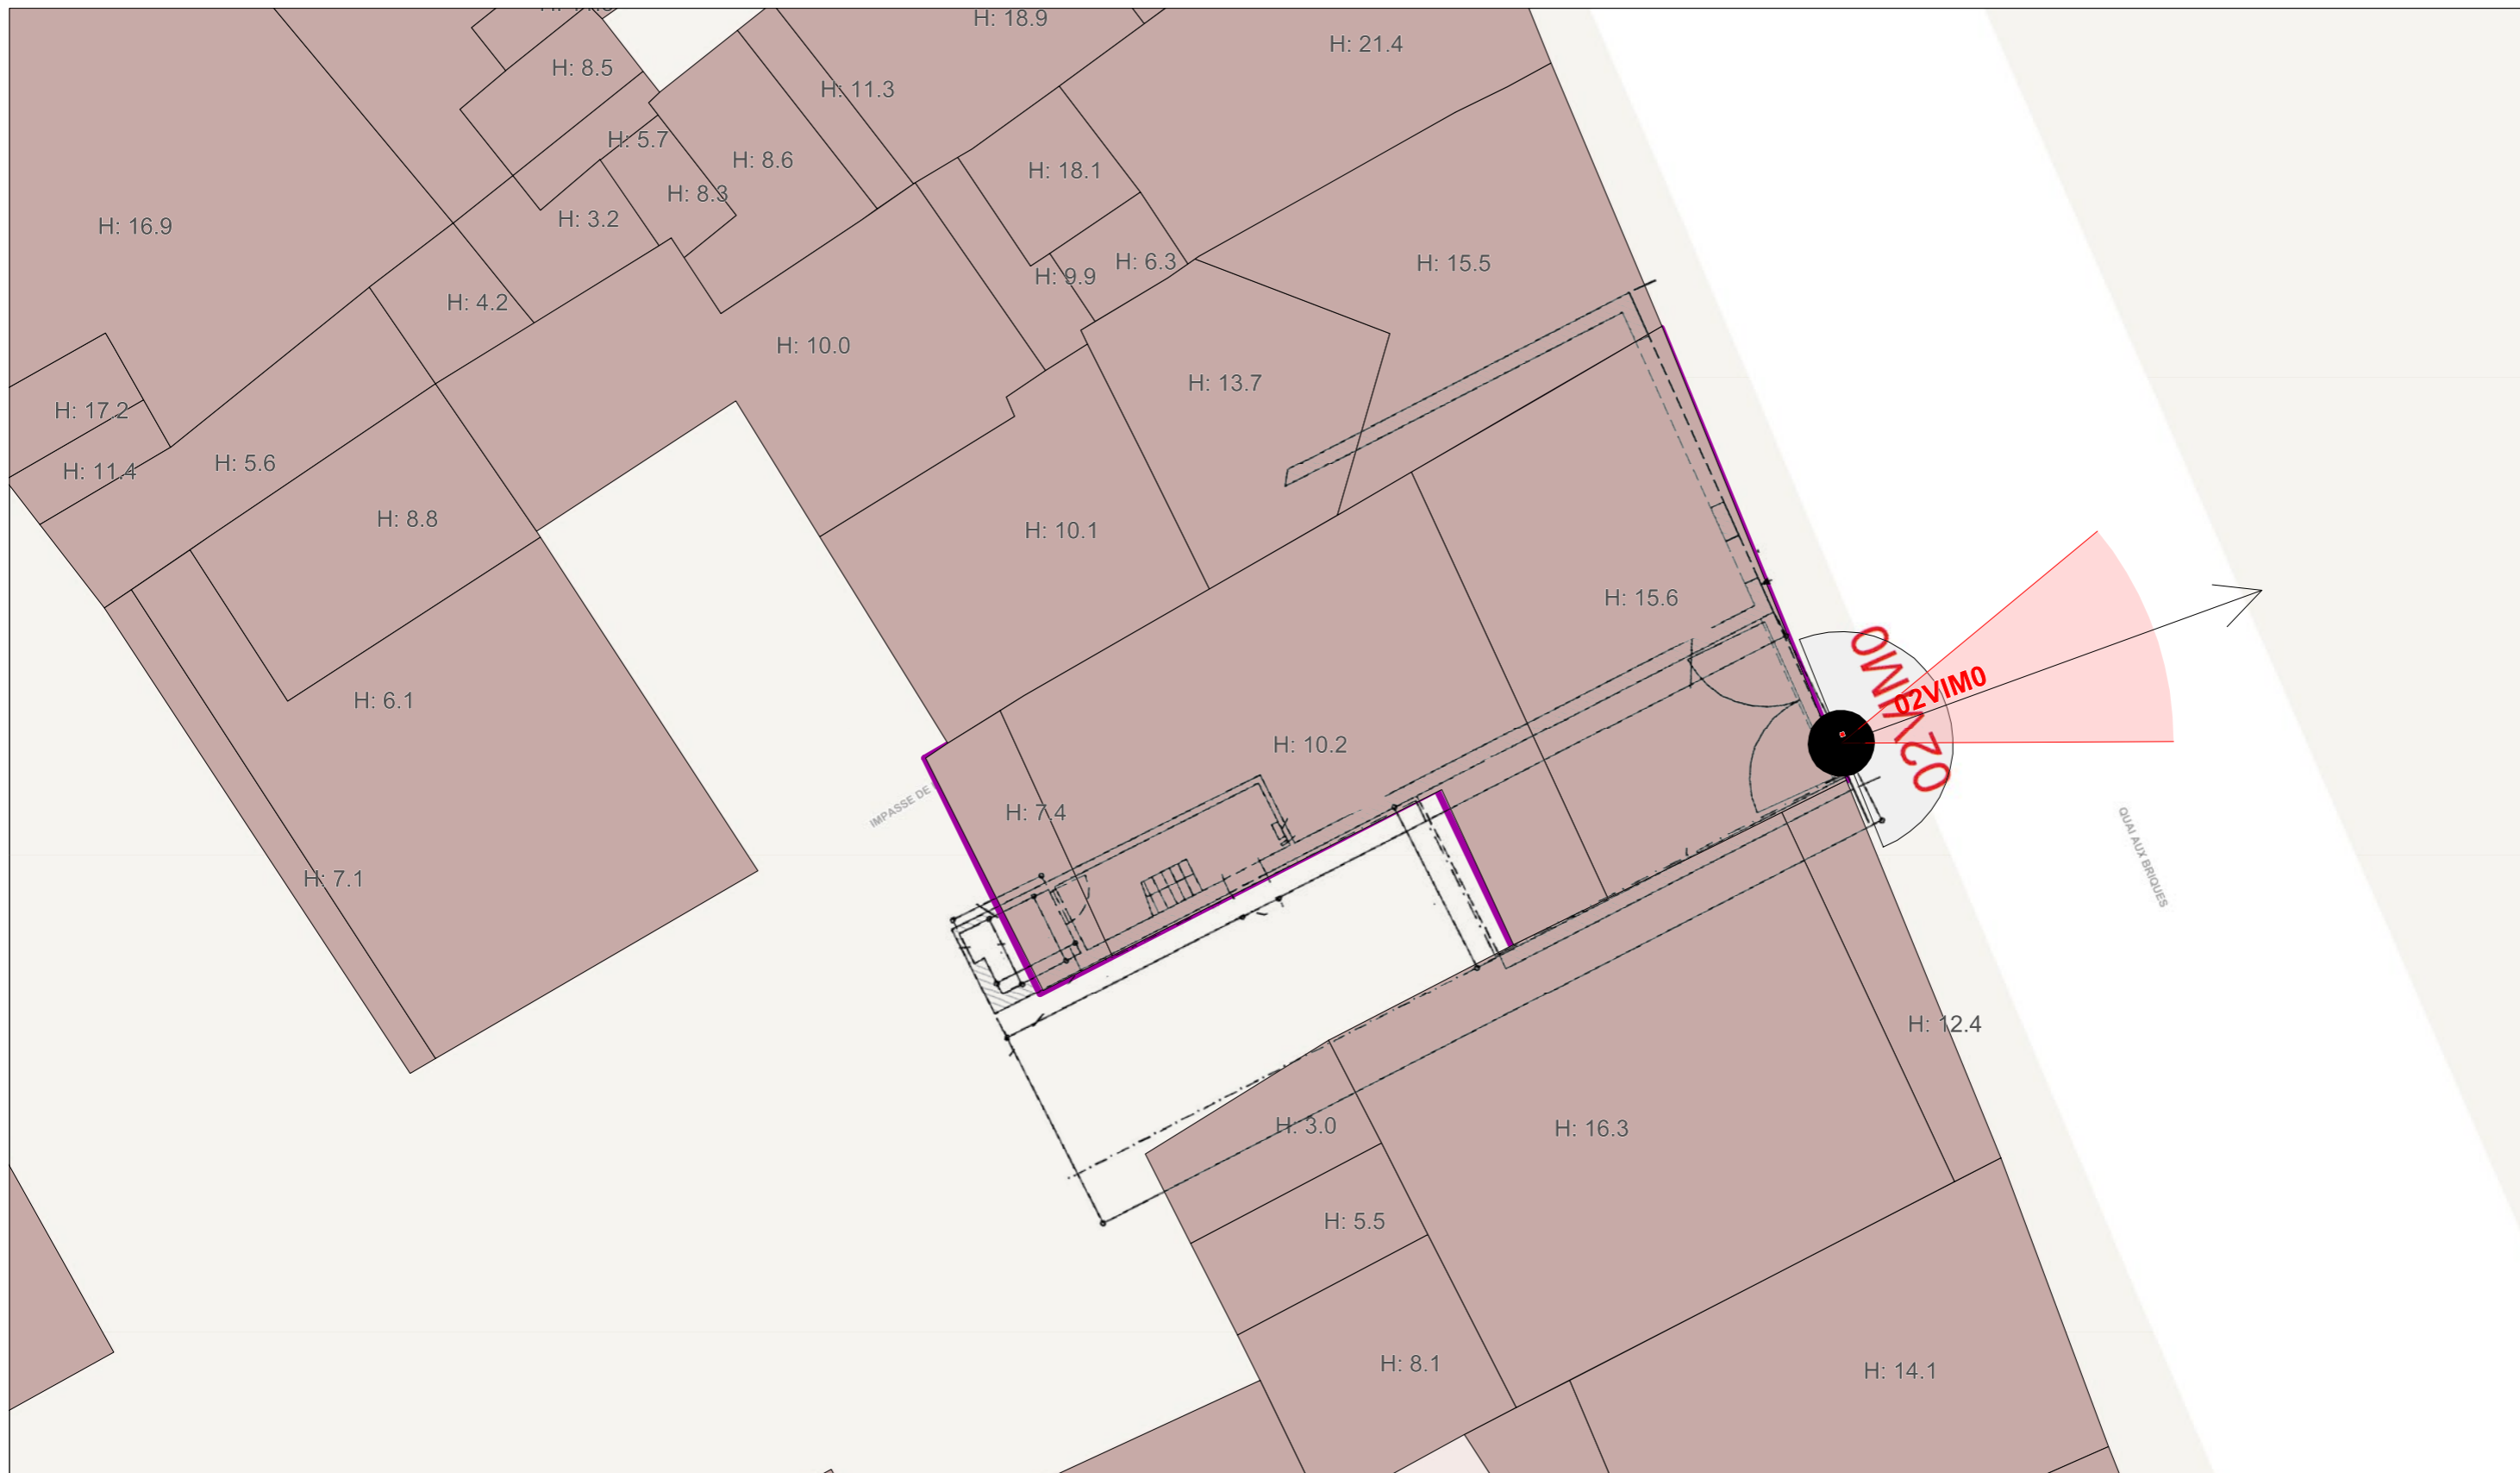 H: 18.9
H: 21.4
H: 8.5
H: 11.3
H: 5.7
H: 8.6
H: 18.1
H: 8.3
H: 3.2
H: 16.9
H: 6.3
H: 15.5
H: 9.9
H: 4.2
H: 10.0
H: 13.7
H: 17.2
H: 5.6
H: 11.4
H: 8.8
H: 10.1
H: 15.6
02VIM0
02VIM0
H: 6.1
H: 10.2
IMPASSE DE
H: 7.4
QUAI AUX BRIQUES
H: 7.1
H: 12.4
H: 3.0
H: 16.3
H: 5.5
H: 8.1
H: 14.1